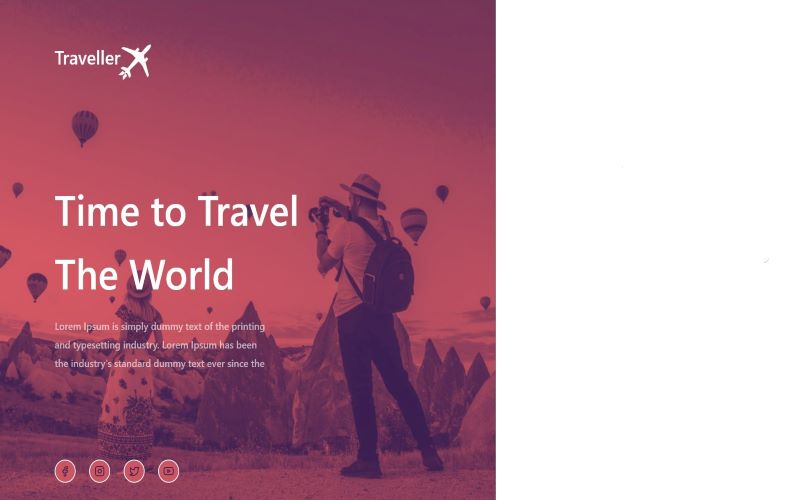 Traveller
Time to Travel
The World
Lorem Ipsum is simply dummy text of the printing
and typesetting industry. Lorem Ipsum has been
the industry's standard dummy text ever since the